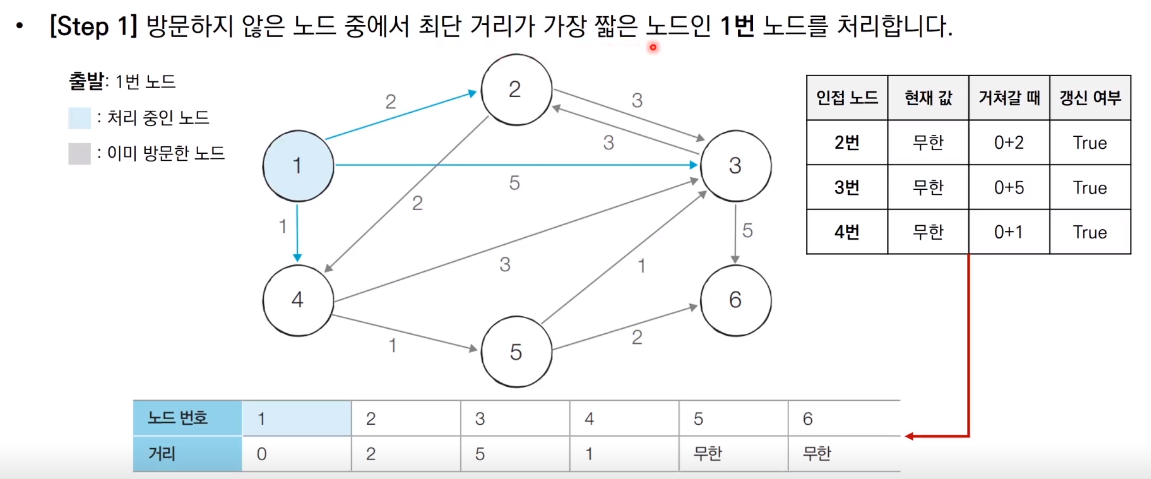 • [Step 1] 방문하지 않은 노드 중에서 최단 거리가 가장 짧은 노드인 1번 노드를 처리합니다.
출발: 1번 노드
: 처리 중인 노드
: 이미 방문한 노드
1
2
3
4
5
6
2
3
3
5
1
2
3
5
1
1
2
인접 노드 현재 값 거쳐갈 때 갱신 여부
2번 무한 0+2 True
3번 무한 0+5 True
4번 무한 0+1 True
노드 번호 1 2 3 4 5 6
거리 0 2 5 1 무한 무한